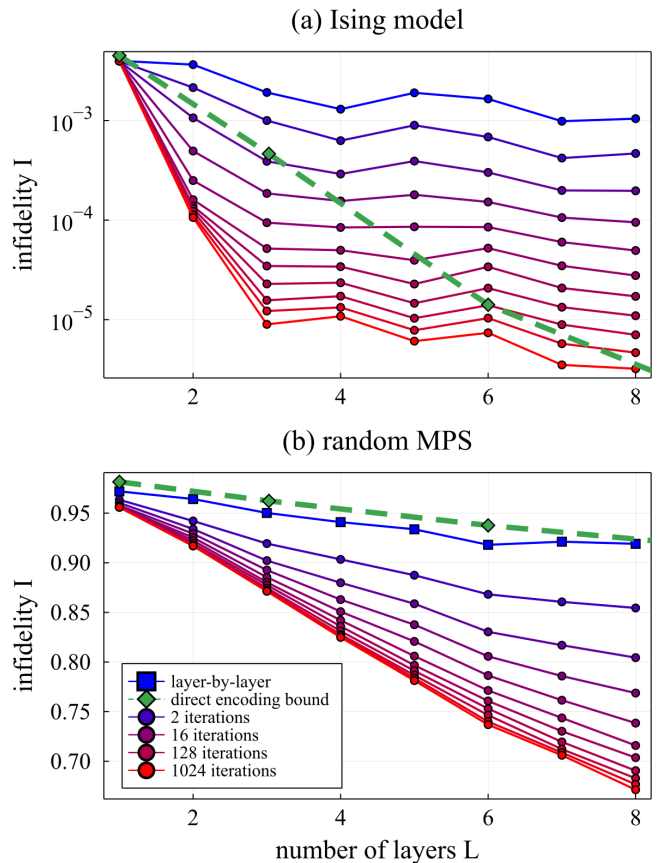 (a) Ising model
infidelity I
10⁻³
10⁻⁴
10⁻⁵
2 4 6 8
(b) random MPS
infidelity I
0.95
0.90
0.85
0.80
0.75
0.70
layer-by-layer
direct encoding bound
2 iterations
16 iterations
128 iterations
1024 iterations
2 4 6 8
number of layers L